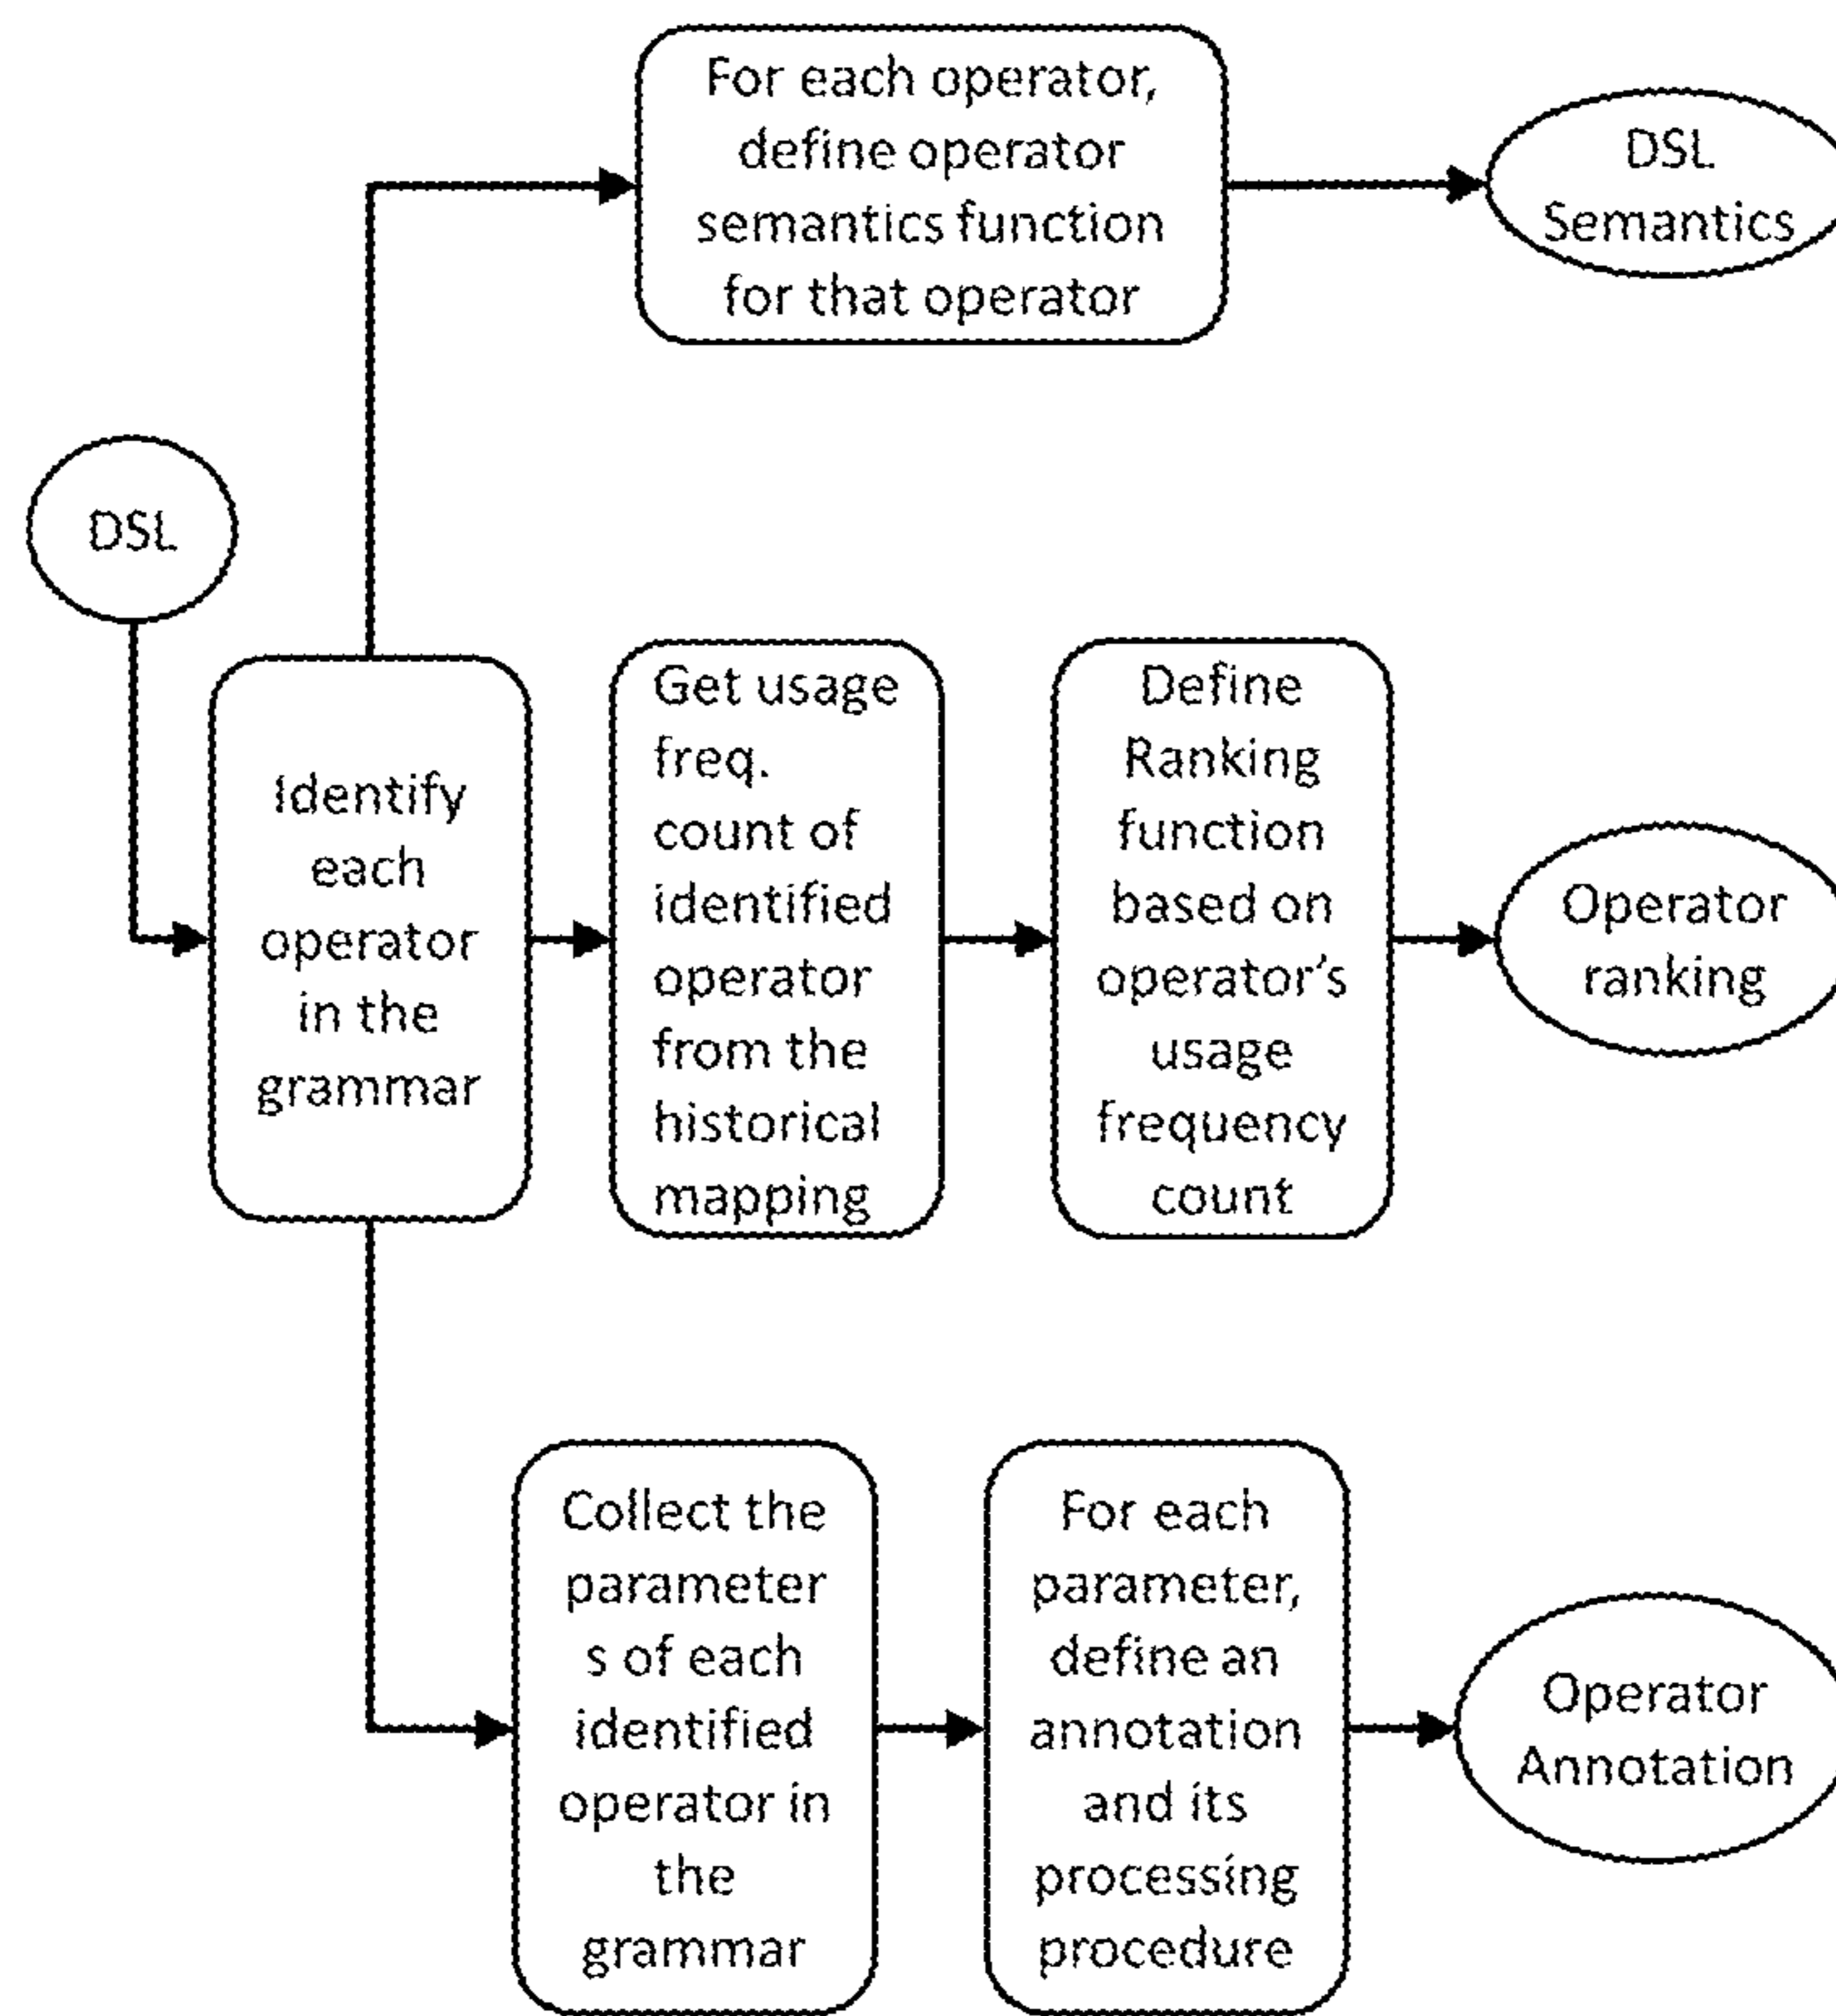 For each operator,
define operator
semantics function
for that operator
DSL
Semantics
DSL
Identify
each
operator
in the
grammar
Get usage
freq.
count of
identified
operator
from the
historical
mapping
Define
Ranking
function
based on
operator's
usage
frequency
count
Operator
ranking
Collect the
parameter
s of each
identified
operator in
the
grammar
For each
parameter,
define an
annotation
and its
processing
procedure
Operator
Annotation